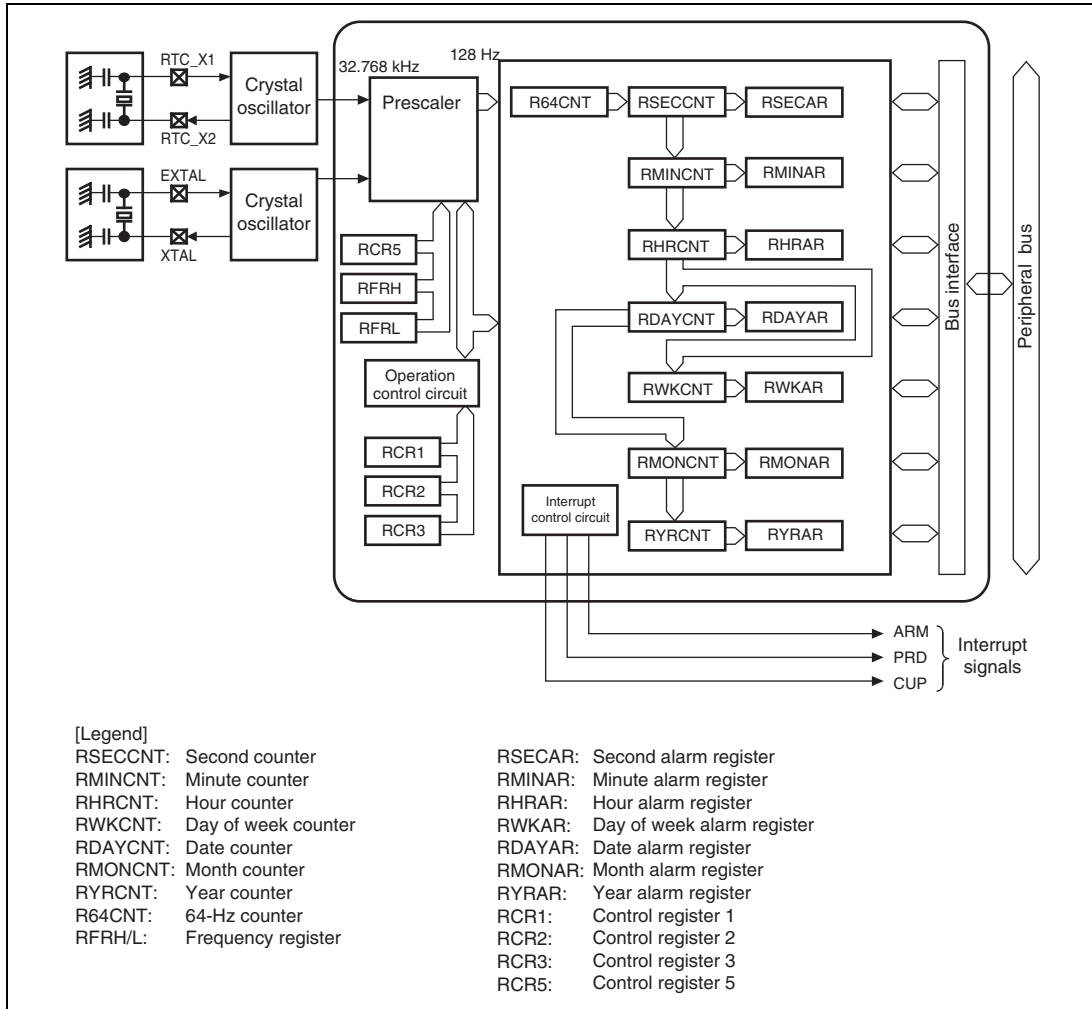 RTC_X1
RTC_X2
EXTAL
XTAL
Crystal
oscillator
Crystal
oscillator
32.768 kHz
128 Hz
Prescaler
RCR5
RFRH
RFRL
Operation
control circuit
RCR1
RCR2
RCR3
R64CNT
RSECCNT
RSECAR
RMINCNT
RMINAR
RHRCNT
RHRAR
RDAYCNT
RDAYAR
RWKCNT
RWKAR
RMONCNT
RMONAR
RYRCNT
RYRAR
Interrupt
control circuit
Bus interface
Peripheral bus
ARM
PRD
CUP
Interrupt
signals
[Legend]
RSECCNT: Second counter
RMINCNT: Minute counter
RHRCNT: Hour counter
RWKCNT: Day of week counter
RDAYCNT: Date counter
RMONCNT: Month counter
RYRCNT: Year counter
R64CNT: 64-Hz counter
RFRH/L: Frequency register
RSECAR: Second alarm register
RMINAR: Minute alarm register
RHRAR: Hour alarm register
RWKAR: Day of week alarm register
RDAYAR: Date alarm register
RMONAR: Month alarm register
RYRAR: Year alarm register
RCR1: Control register 1
RCR2: Control register 2
RCR3: Control register 3
RCR5: Control register 5